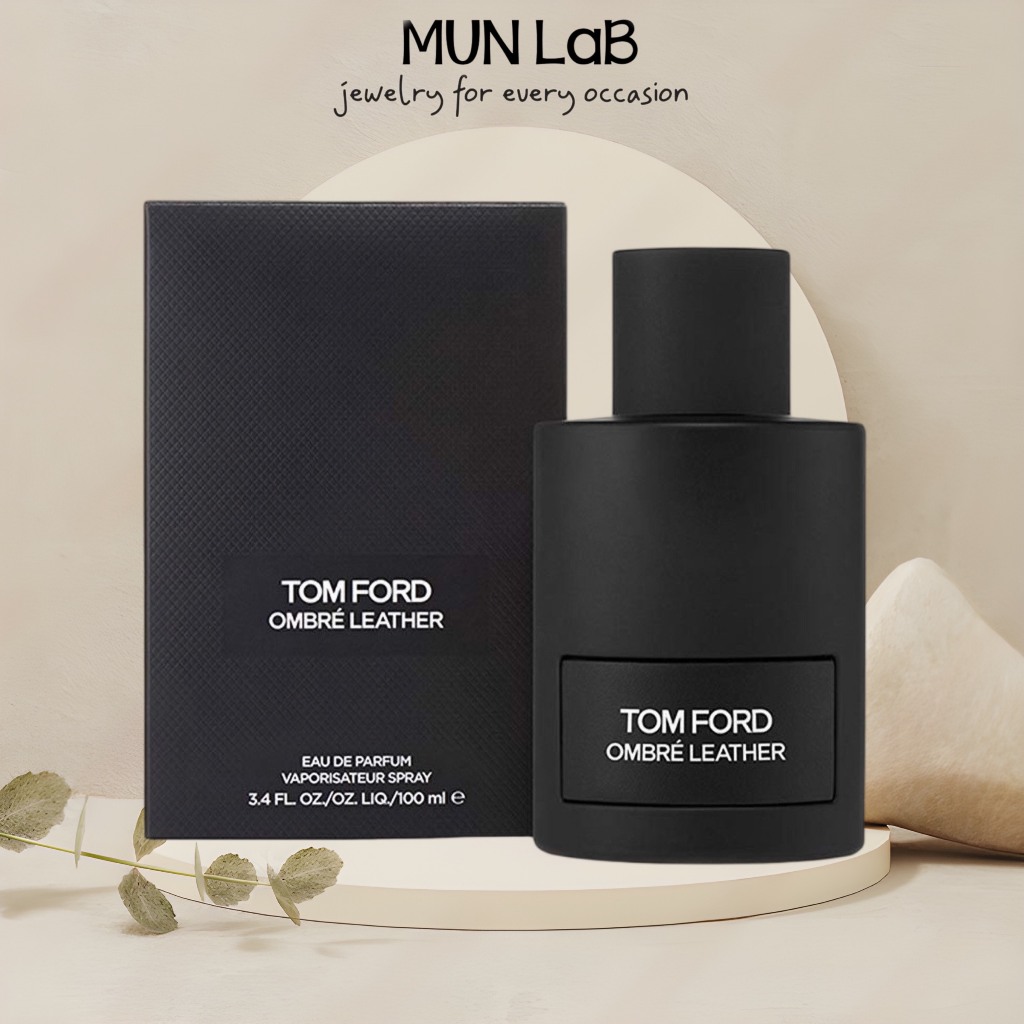 MUN LaB
jewelry for every occasion
TOM FORD
OMBRÉ LEATHER
EAU DE PARFUM
VAPORISATEUR SPRAY
3.4 FL. OZ./OZ. LIQ./100 ml ℮
TOM FORD
OMBRÉ LEATHER